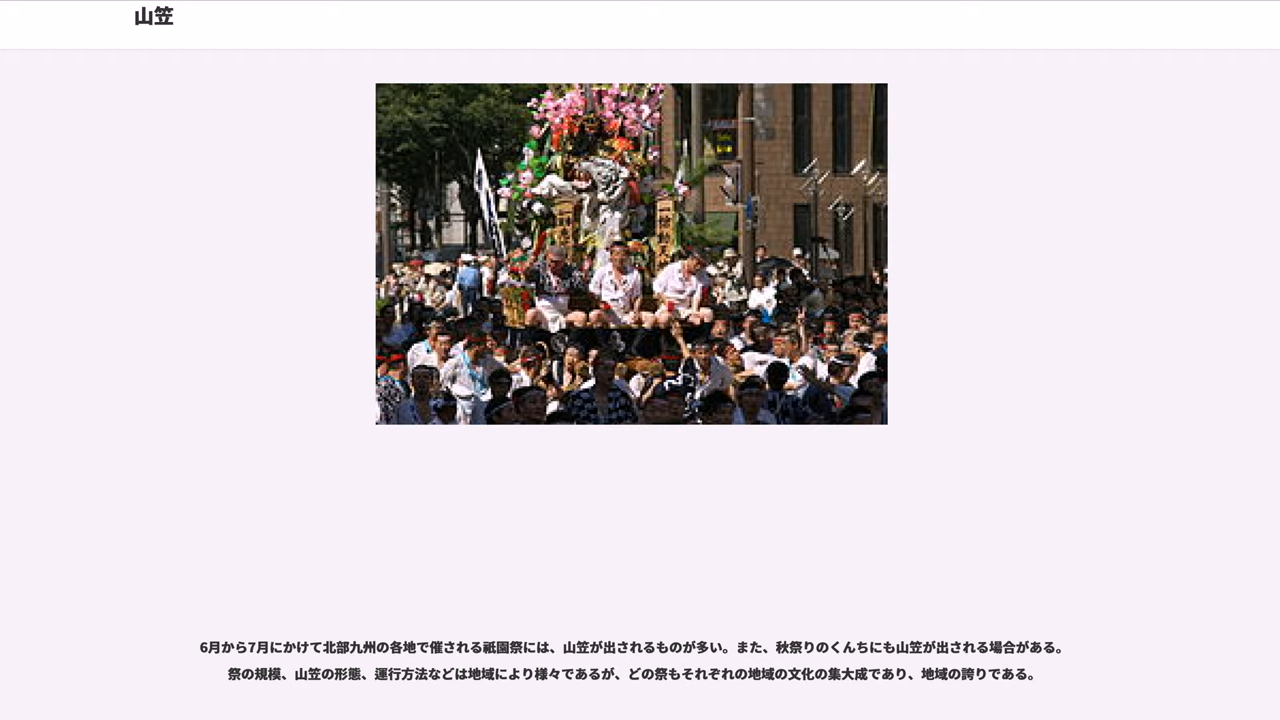 山笠
6月から7月にかけて北部九州の各地で催される祇園祭には、山笠が出されるものが多い。また、秋祭りのくんちにも山笠が出される場合がある。
祭の規模、山笠の形態、運行方法などは地域により様々であるが、どの祭もそれぞれの地域の文化の集大成であり、地域の誇りである。